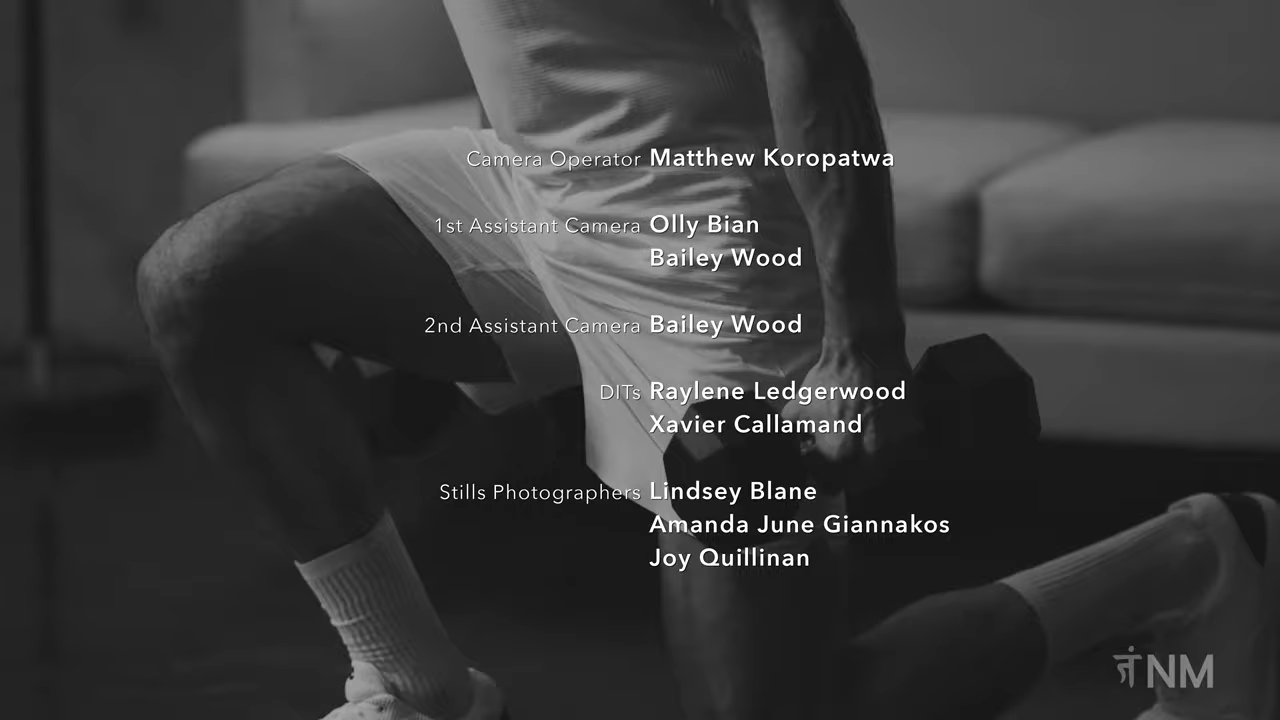 Camera Operator Matthew Koropatwa
1st Assistant Camera Olly Bian
Bailey Wood
2nd Assistant Camera Bailey Wood
DITs Raylene Ledgerwood
Xavier Callamand
Stills Photographers Lindsey Blane
Amanda June Giannakos
Joy Quillinan
NM